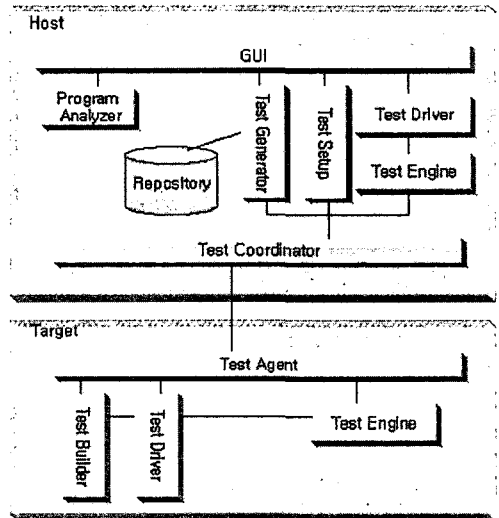 Host
GUI
Program
Analyzer
Test Generator
Test Setup
Test Driver
Test Engine
Repository
Test Coordinator
Target
Test Agent
Test Builder
Test Driver
Test Engine